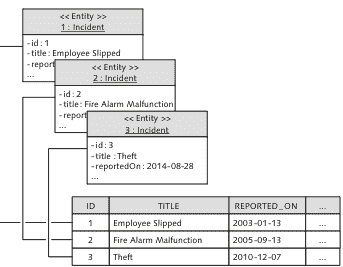 << Entity >>
1 : Incident
- id : 1
- title : Employee Slipped
- report
...
<< Entity >>
2 : Incident
- id : 2
- title : Fire Alarm Malfunction
- report
...
<< Entity >>
3 : Incident
- id : 3
- title : Theft
- reportedOn : 2014-08-28
...
ID TITLE REPORTED_ON ...
1 Employee Slipped 2003-01-13 ...
2 Fire Alarm Malfunction 2005-09-13 ...
3 Theft 2010-12-07 ...